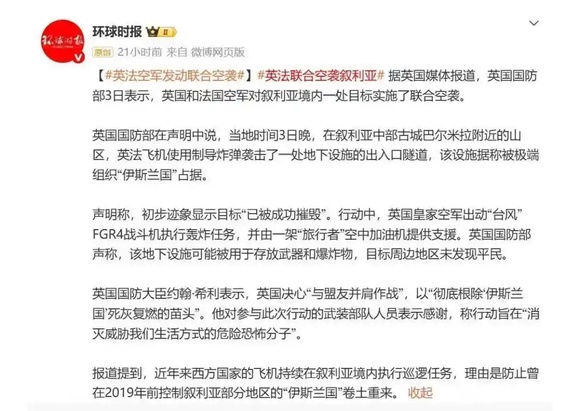 环球时报
原创 21小时前 来自 微博网页版
【#英法空军发动联合空袭#】#英法联合空袭叙利亚 据英国媒体报道，英国国防
部3日表示，英国和法国空军对叙利亚境内一处目标实施了联合空袭。
英国国防部在声明中说，当地时间3日晚，在叙利亚中部古城巴尔米拉附近的山
区，英法飞机使用制导炸弹袭击了一处地下设施的出入口隧道，该设施据称被极端
组织“伊斯兰国”占据。
声明称，初步迹象显示目标“已被成功摧毁”。行动中，英国皇家空军出动“台风”
FGR4战斗机执行轰炸任务，并由一架“旅行者”空中加油机提供支援。英国国防部
声称，该地下设施可能被用于存放武器和爆炸物，目标周边地区未发现平民。
英国国防大臣约翰·希利表示，英国决心“与盟友并肩作战”，以“彻底根除‘伊斯兰
国’死灰复燃的苗头”。他对参与此次行动的武装部队人员表示感谢，称行动旨在“消
灭威胁我们生活方式的危险恐怖分子”。
报道提到，近年来西方国家的飞机持续在叙利亚境内执行巡逻任务，理由是防止曾
在2019年前控制叙利亚部分地区的“伊斯兰国”卷土重来。 收起